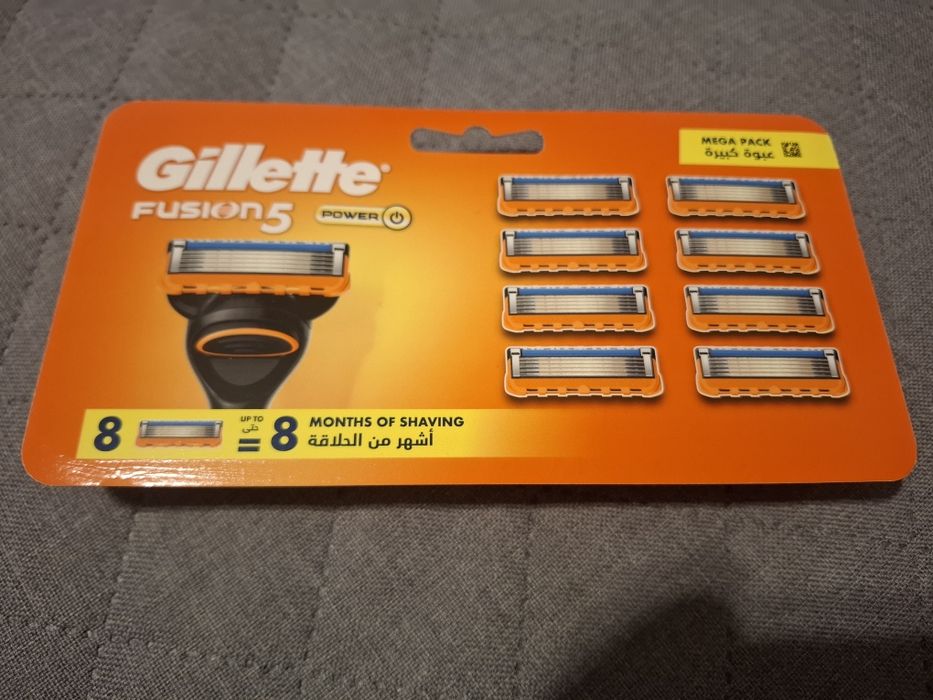 Gillette®
FUSION5 POWER
MEGA PACK
عبوة كبيرة
8
UP TO
حتى
=
8
MONTHS OF SHAVING
أشهر من الحلاقة